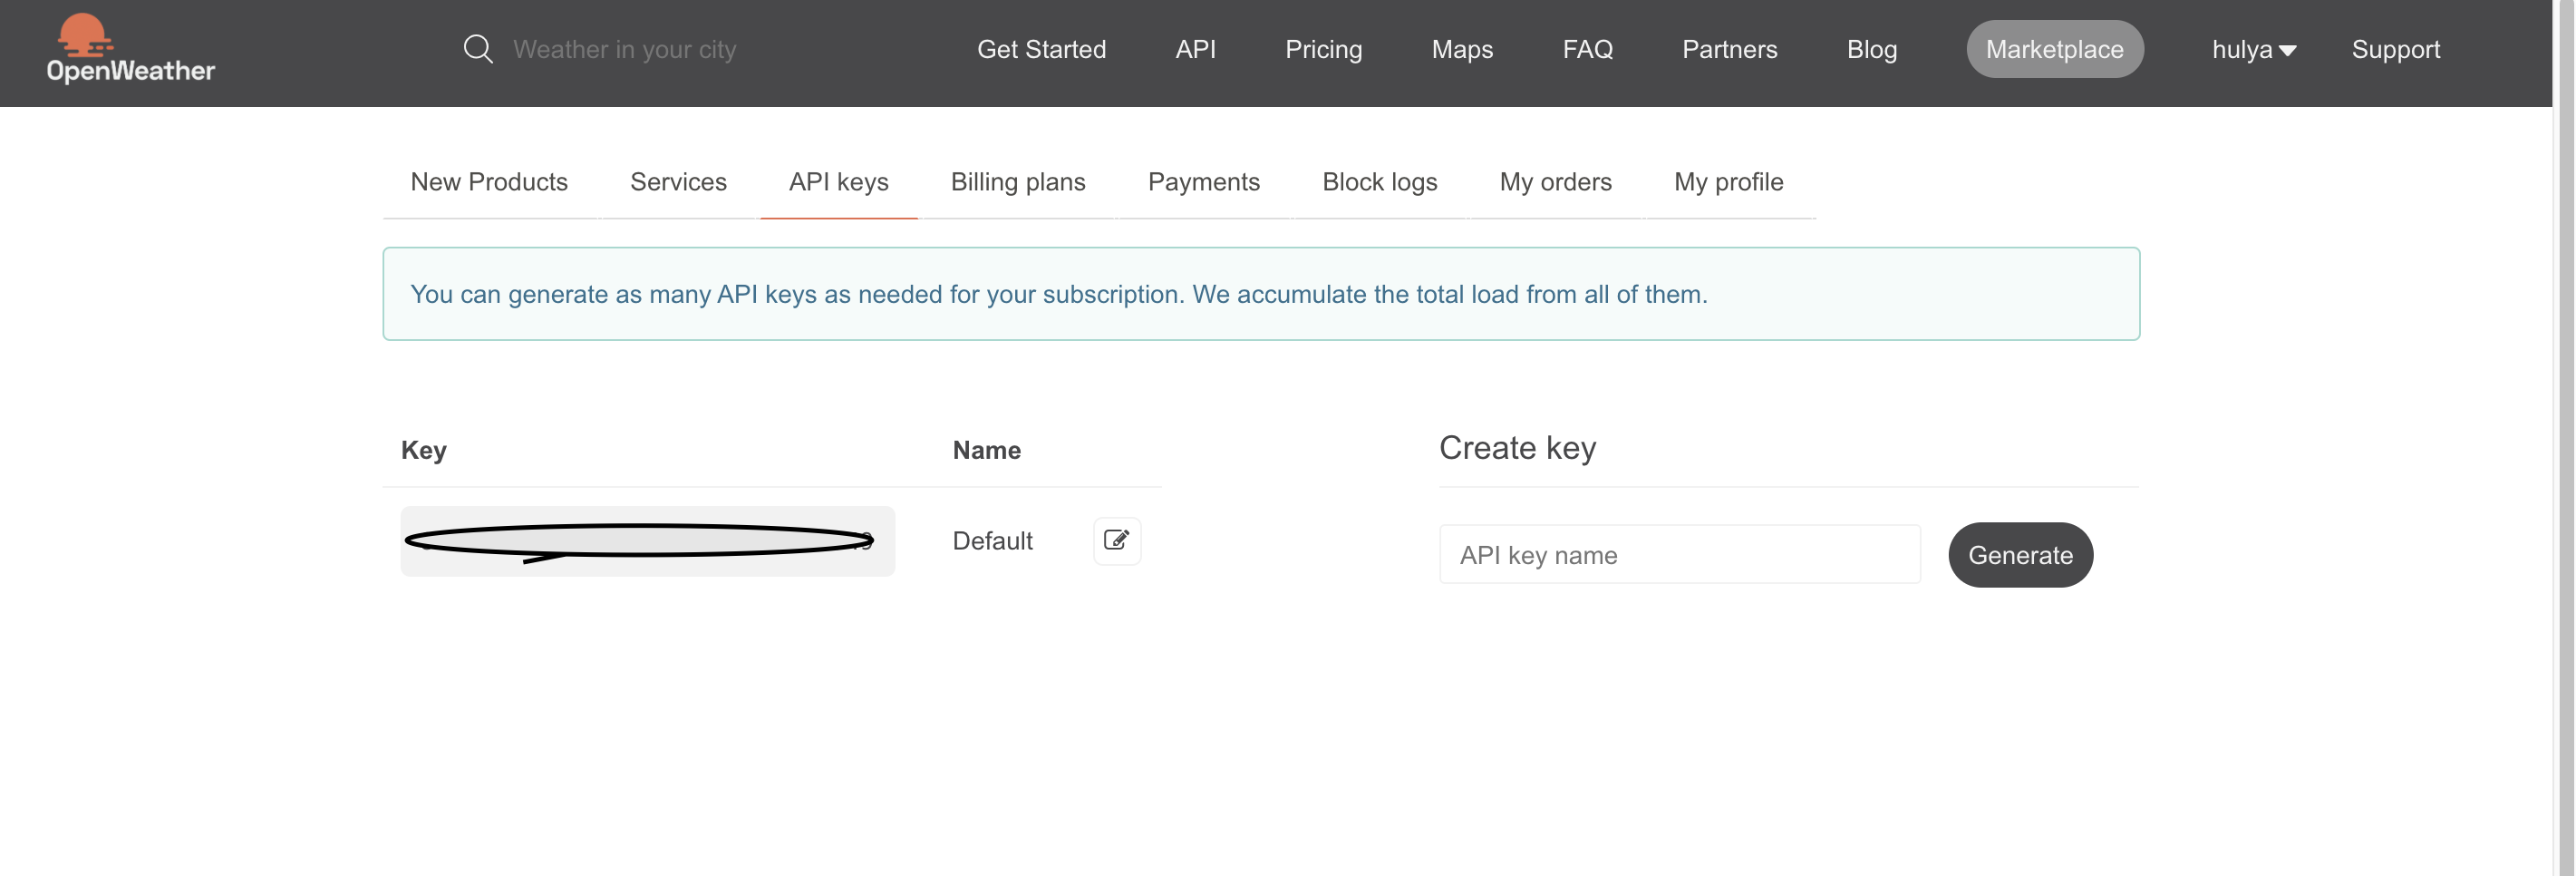 OpenWeather
Weather in your city
Get Started API Pricing Maps FAQ Partners Blog Marketplace hulya Support
New Products Services API keys Billing plans Payments Block logs My orders My profile
You can generate as many API keys as needed for your subscription. We accumulate the total load from all of them.
Key Name
Default
Create key
API key name Generate